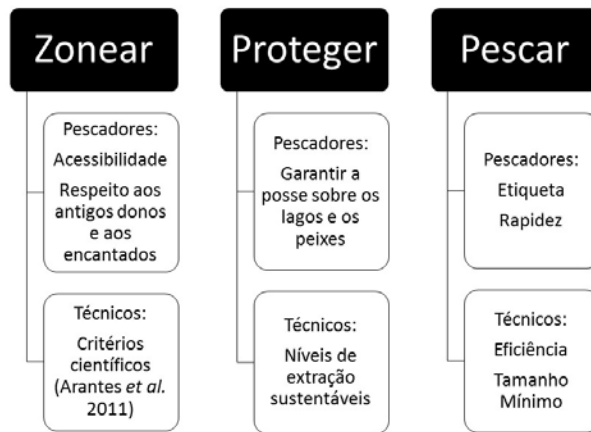 Zonear
Pescadores:
Acessibilidade
Respeito aos
antigos donos
e aos
encantados
Técnicos:
Critérios
científicos
(Arantes et al.
2011)
Proteger
Pescadores:
Garantir a
posse sobre os
lagos e os
peixes
Técnicos:
Níveis de
extração
sustentáveis
Pescar
Pescadores:
Etiqueta
Rapidez
Técnicos:
Eficiência
Tamanho
Mínimo